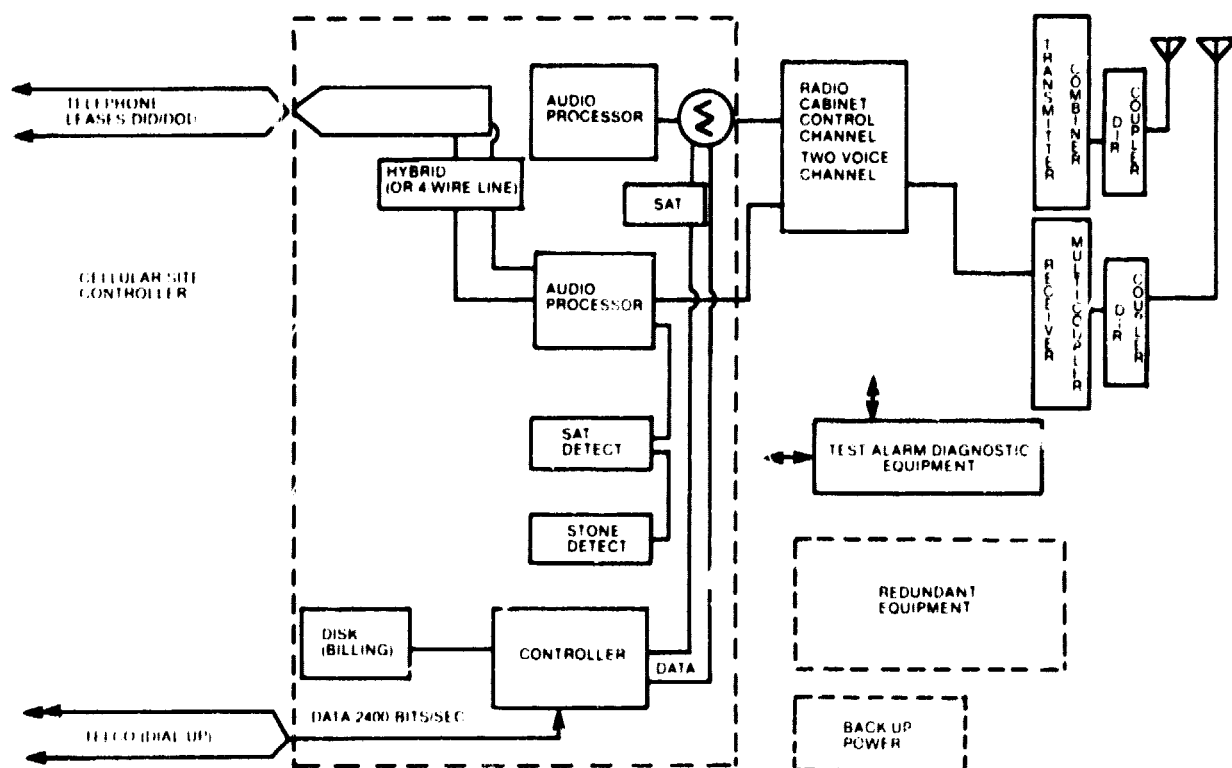 TELEPHONE
LEASES DID/DOD)
AUDIO
PROCESSOR
HYBRID
(OR 4 WIRE LINE)
SAT
RADIO
CABINET
CONTROL
CHANNEL
TWO VOICE
CHANNEL
TRANSMITTER
COMBINER
DIR
COUPLER
CELLULAR SITE
CONTROLLER
AUDIO
PROCESSOR
RECEIVER
MULTICOUPLER
DIR
COUPLER
SAT
DETECT
TEST ALARM DIAGNOSTIC
EQUIPMENT
STONE
DETECT
REDUNDANT
EQUIPMENT
DISK
(BILLING)
CONTROLLER
DATA
DATA 2400 BITS/SEC
TELCO (DIAL UP)
BACK UP
POWER